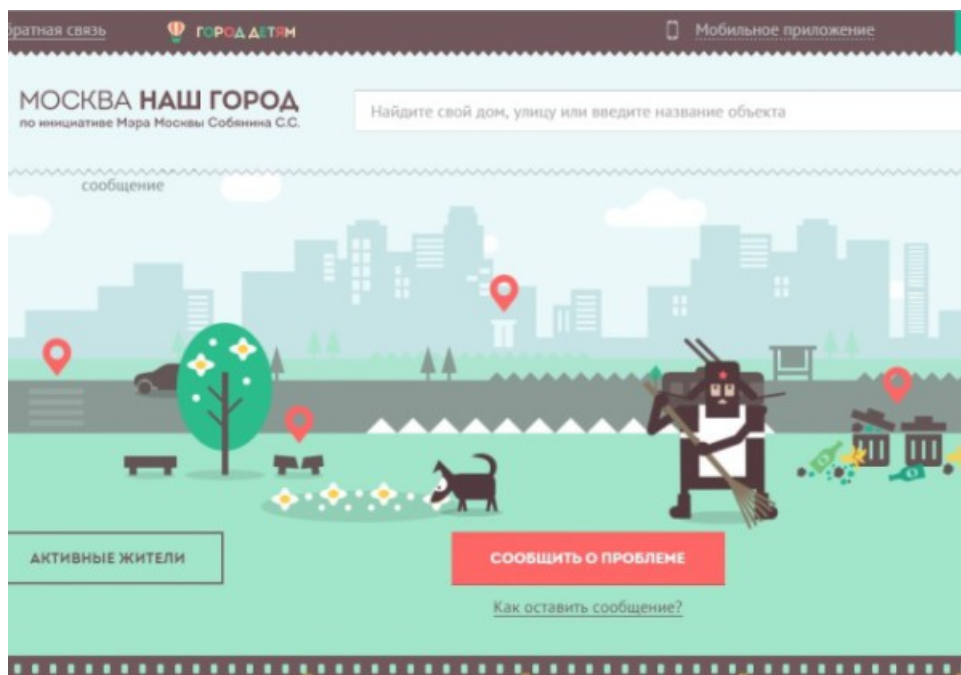 братная связь
ГОРОД ДЕТЯМ
Мобильное приложение
МОСКВА НАШ ГОРОД
по инициативе Мэра Москвы Собянина С.С.
Найдите свой дом, улицу или введите название объекта
сообщение
АКТИВНЫЕ ЖИТЕЛИ
СООБЩИТЬ О ПРОБЛЕМЕ
Как оставить сообщение?